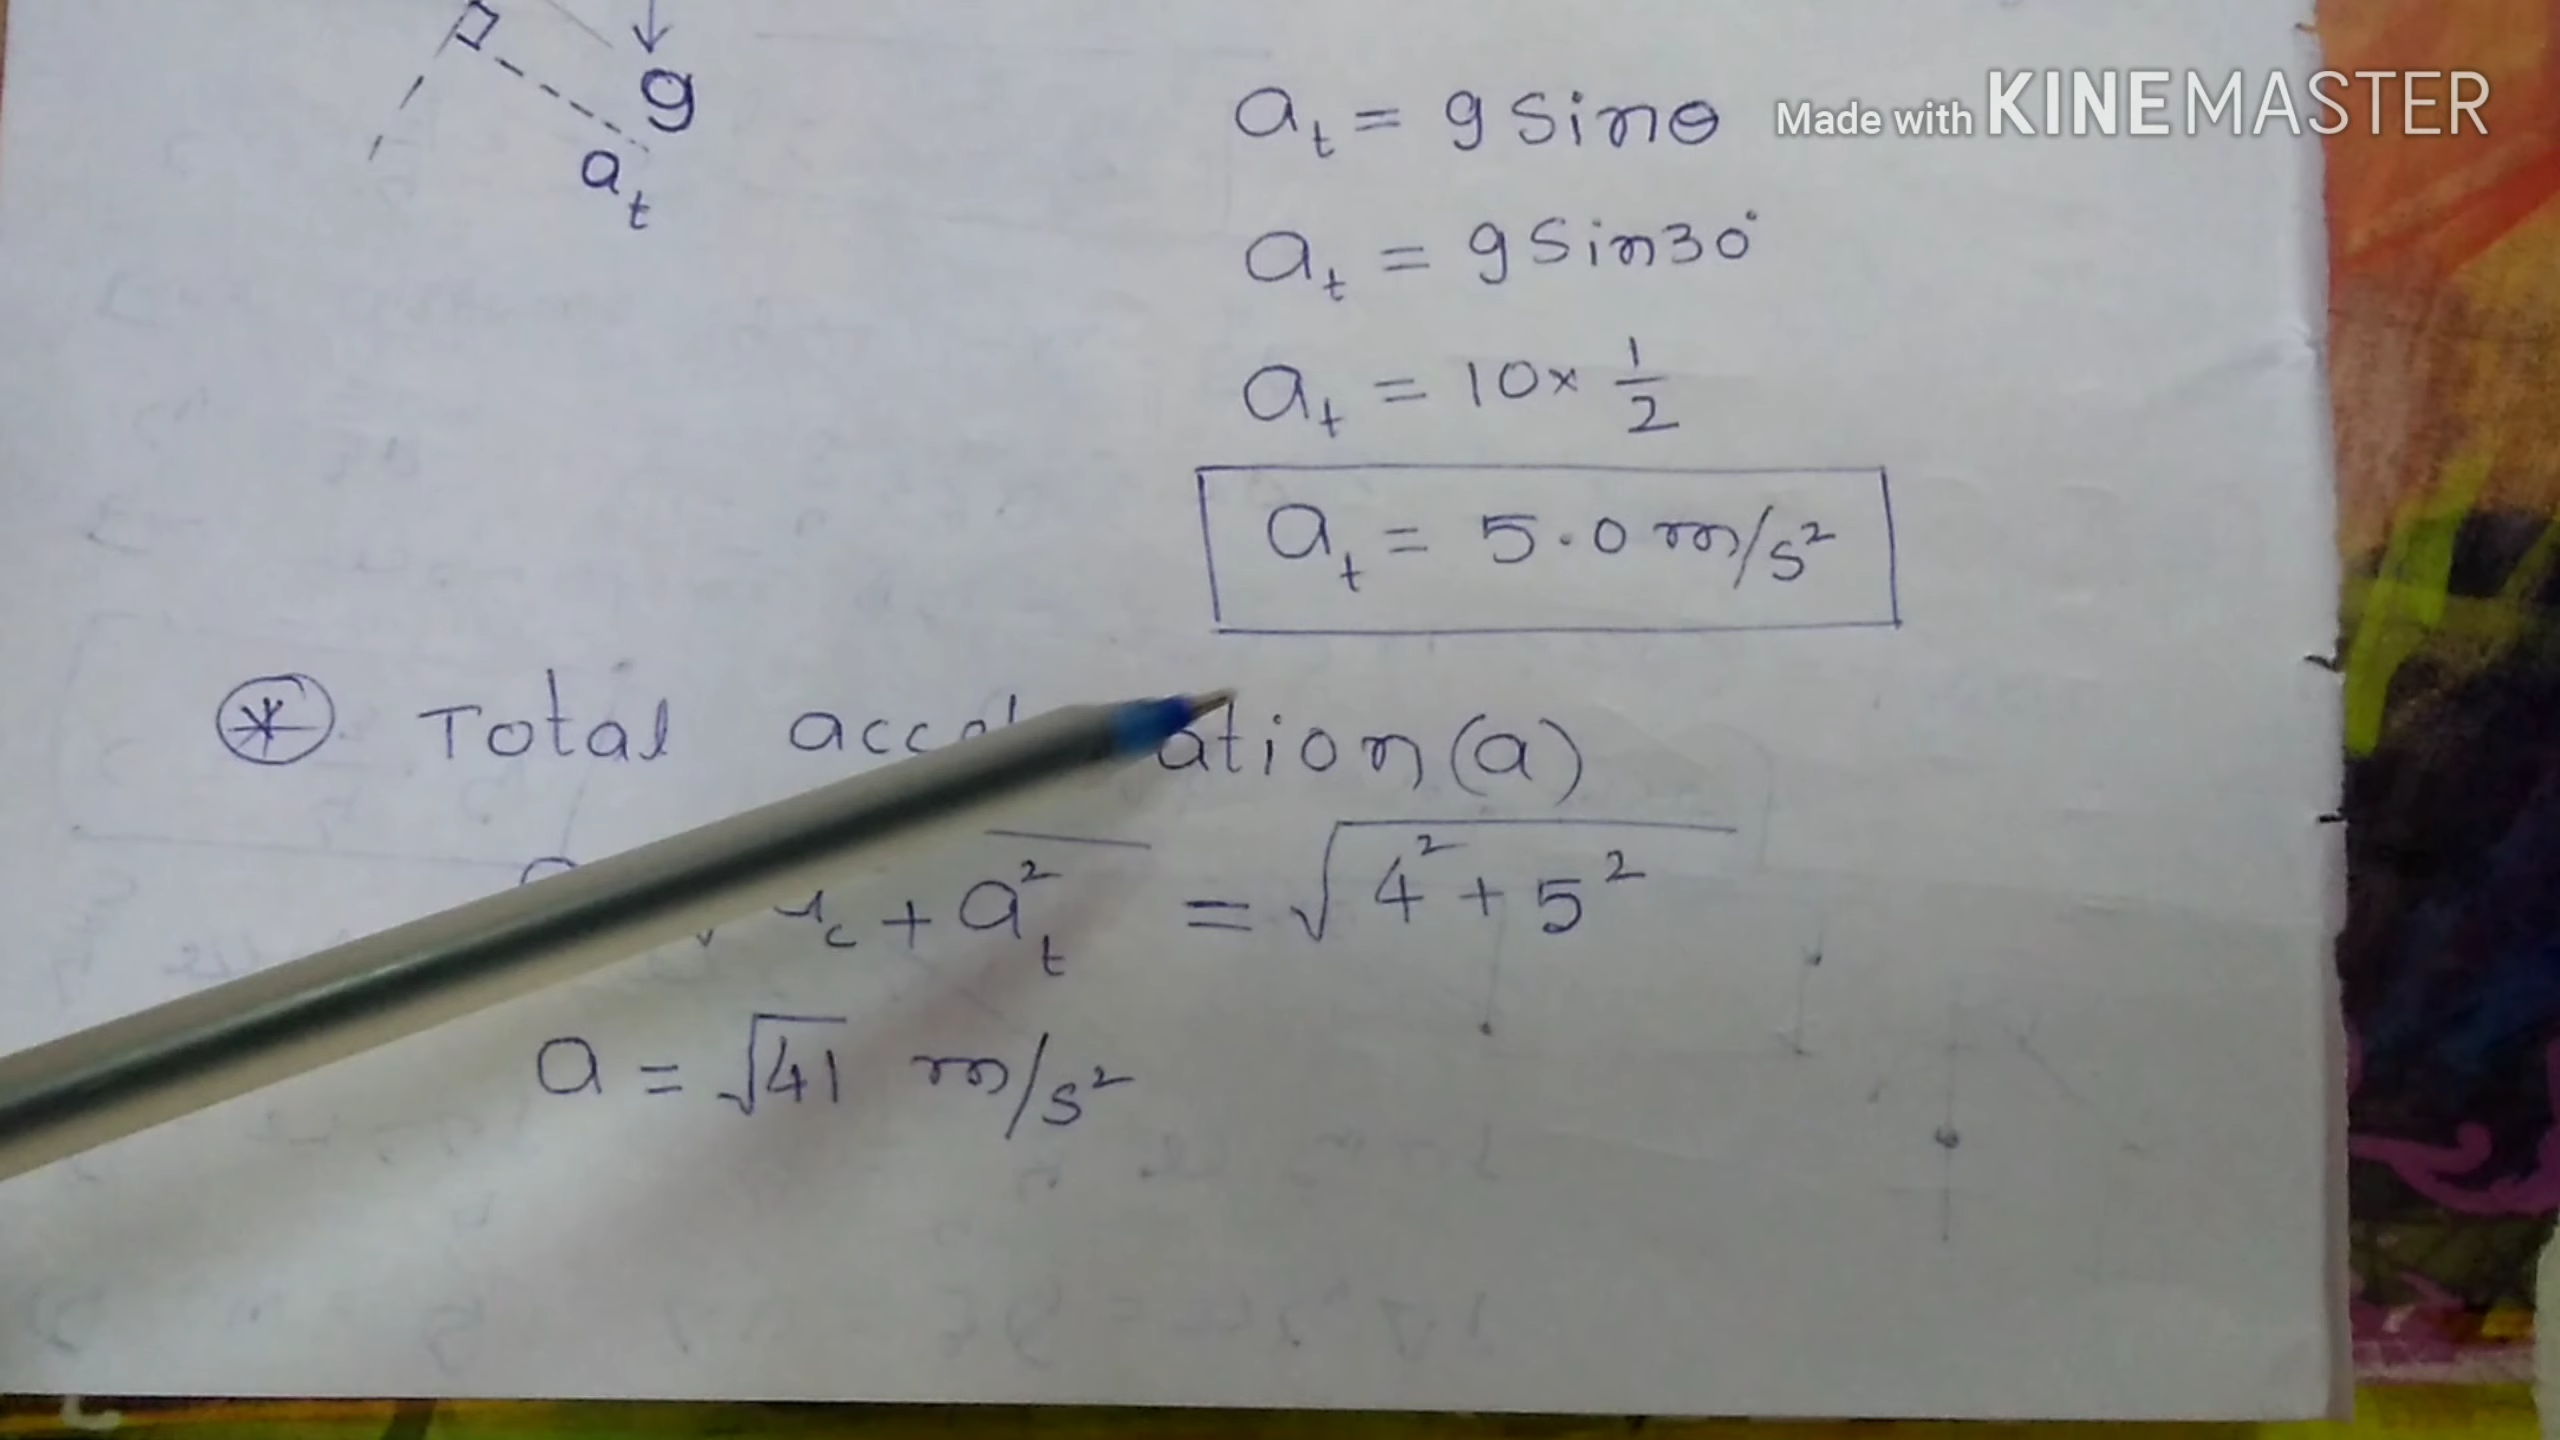 g
a_t
a_t = g sinθ
Made with KINEMASTER
a_t = g sin30°
a_t = 10 × 1/2
a_t = 5.0 m/s²
* Total ation (a)
c + a_t² = √4² + 5²
a = √41 m/s²